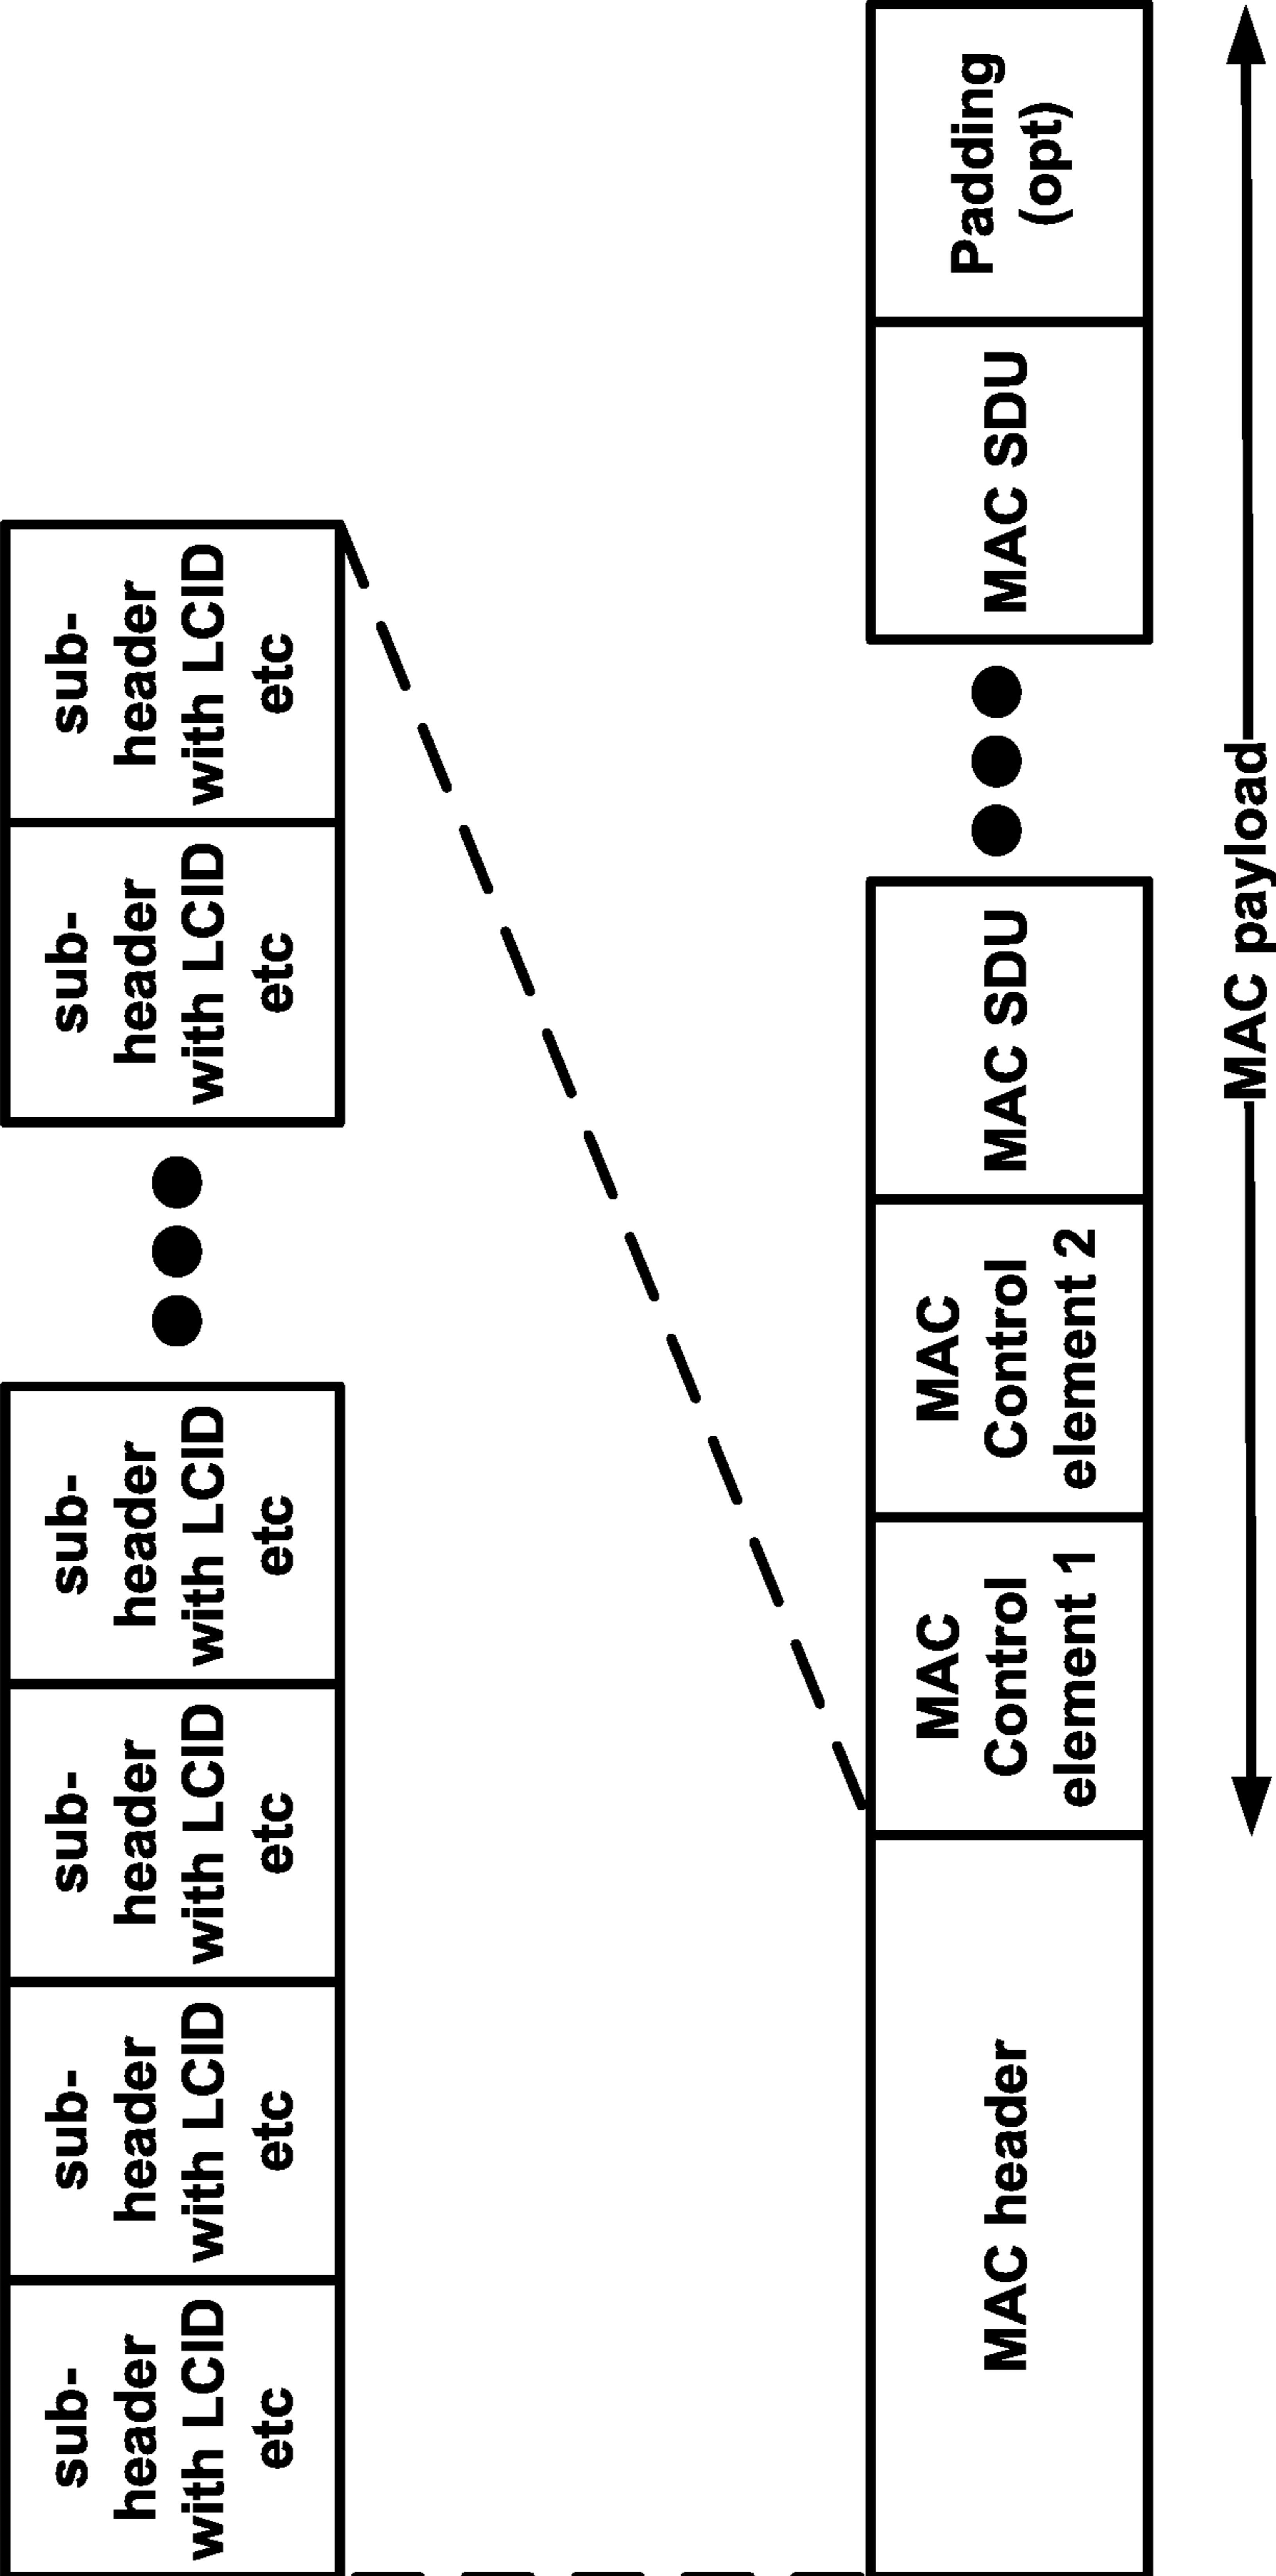 sub-
header
with LCID
etc
sub-
header
with LCID
etc
sub-
header
with LCID
etc
sub-
header
with LCID
etc
sub-
header
with LCID
etc
sub-
header
with LCID
etc
MAC header
MAC
Control
element 1
MAC
Control
element 2
MAC SDU
MAC SDU
Padding
(opt)
MAC payload